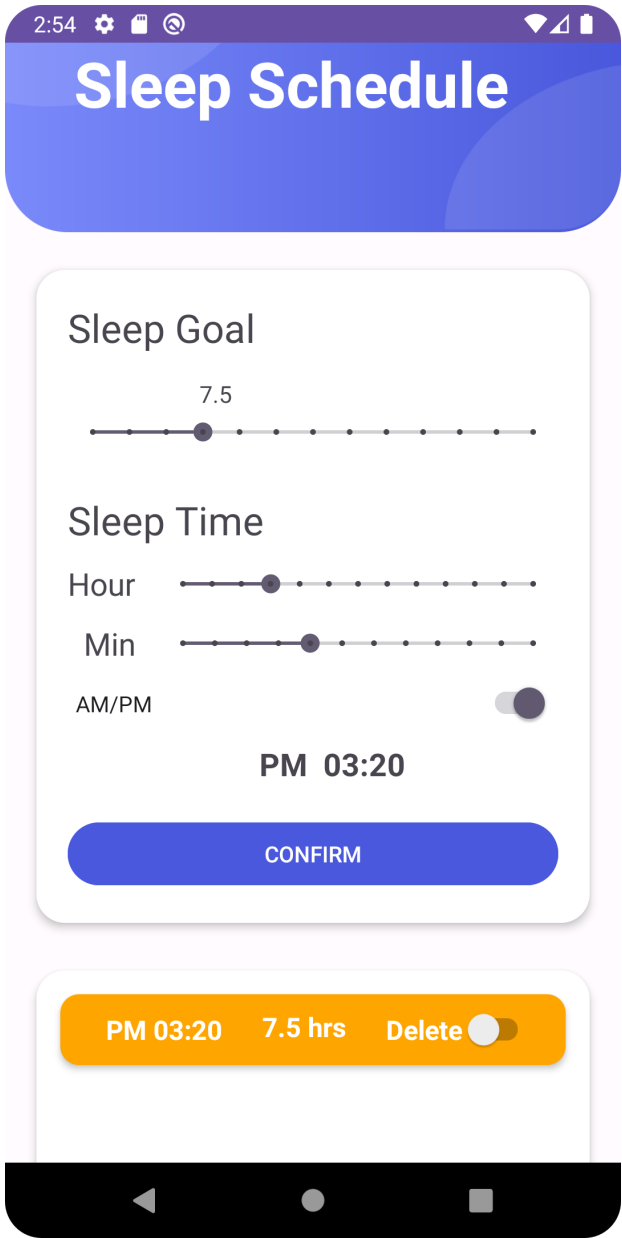 2:54
Sleep Schedule
Sleep Goal
7.5
Sleep Time
Hour
Min
AM/PM
PM 03:20
CONFIRM
PM 03:20 7.5 hrs Delete